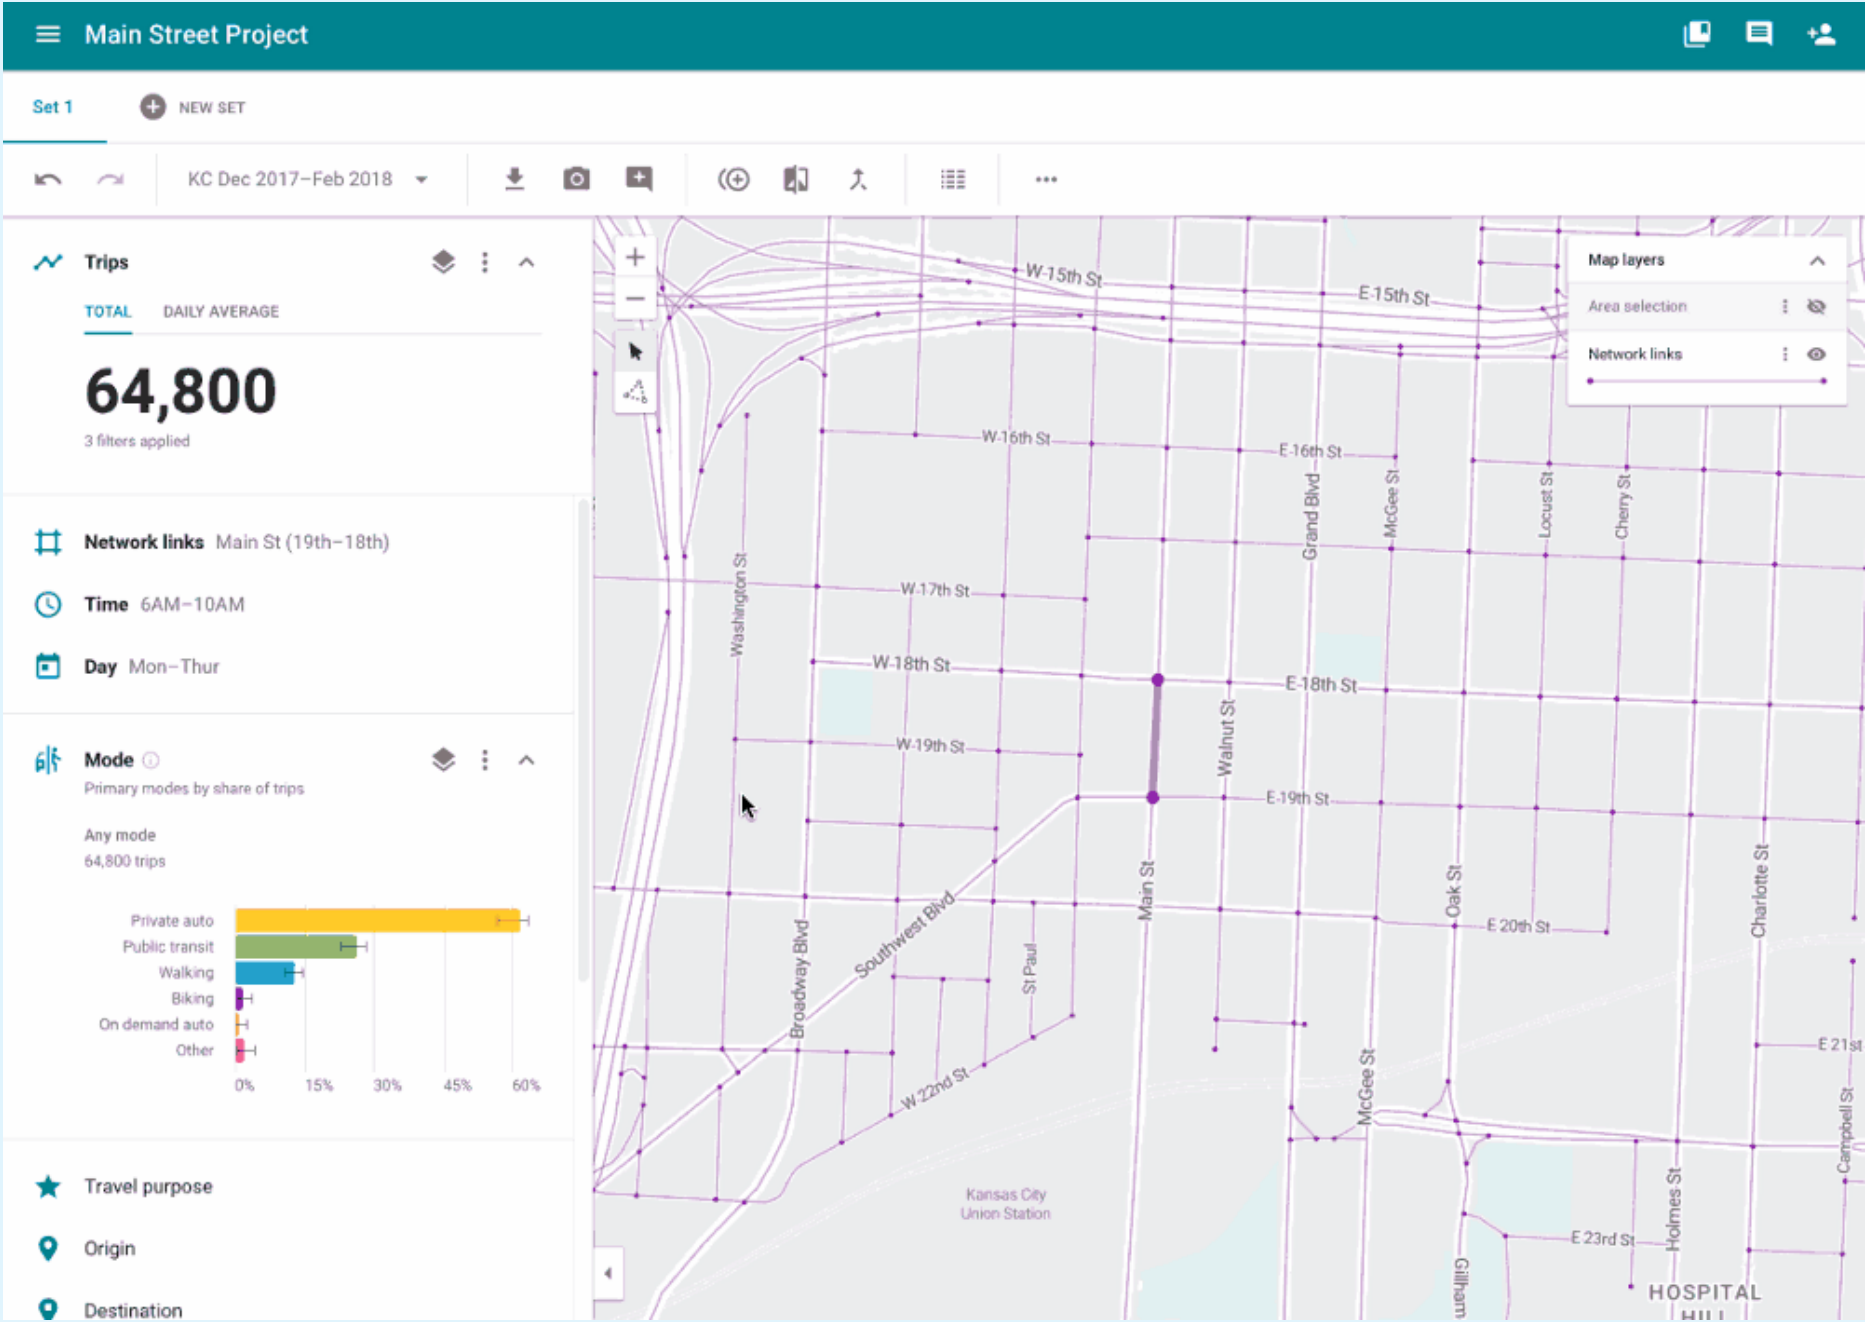 Main Street Project
Set 1
NEW SET
KC Dec 2017–Feb 2018
Trips
TOTAL
DAILY AVERAGE
64,800
3 filters applied
Network links Main St (19th–18th)
Time 6AM–10AM
Day Mon–Thur
Mode
Primary modes by share of trips
Any mode
64,800 trips
Private auto
Public transit
Walking
Biking
On demand auto
Other
0% 15% 30% 45% 60%
Travel purpose
Origin
Destination
Map layers
Area selection
Network links
W 15th St
E 15th St
W 16th St
E 16th St
Grand Blvd
McGee St
Locust St
Cherry St
Washington St
W 17th St
W 18th St
E 18th St
Walnut St
W 19th St
E 19th St
Main St
Oak St
Charlotte St
Southwest Blvd
Broadway Blvd
St Paul
E 20th St
E 21st
W 22nd St
McGee St
Campbell St
Kansas City
Union Station
Holmes St
E 23rd St
Gillham
HOSPITAL
HILL